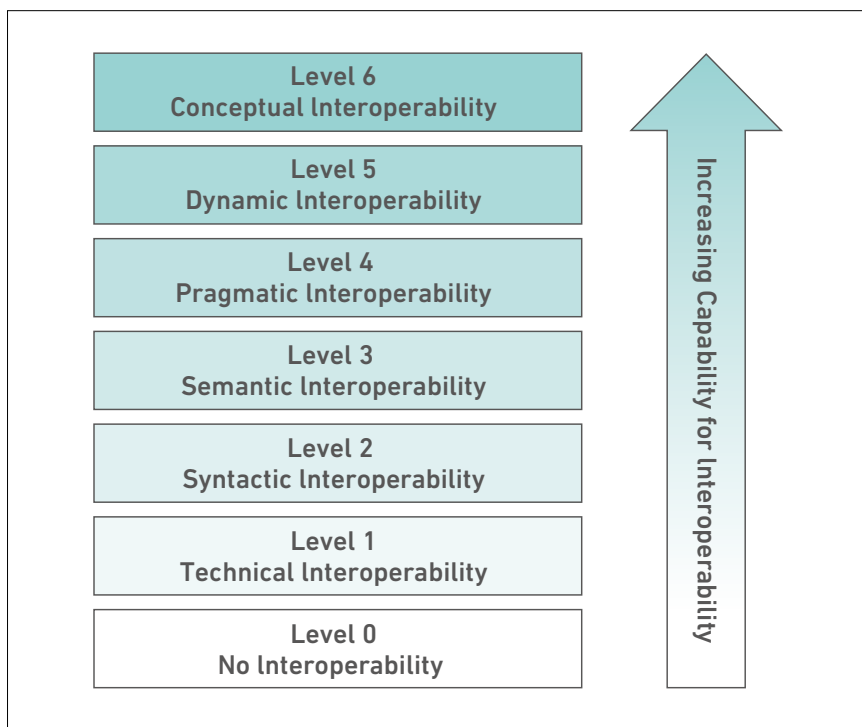 Level 6
Conceptual Interoperability
Level 5
Dynamic Interoperability
Level 4
Pragmatic Interoperability
Level 3
Semantic Interoperability
Level 2
Syntactic Interoperability
Level 1
Technical Interoperability
Level 0
No Interoperability
Increasing Capability for Interoperability